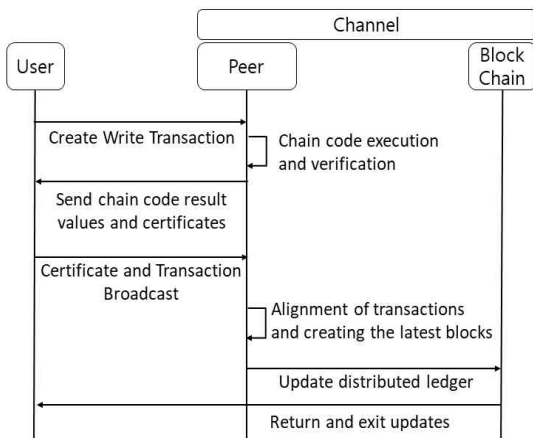 Channel
User
Peer
Block
Chain
Create Write Transaction
Chain code execution
and verification
Send chain code result
values and certificates
Certificate and Transaction
Broadcast
Alignment of transactions
and creating the latest blocks
Update distributed ledger
Return and exit updates